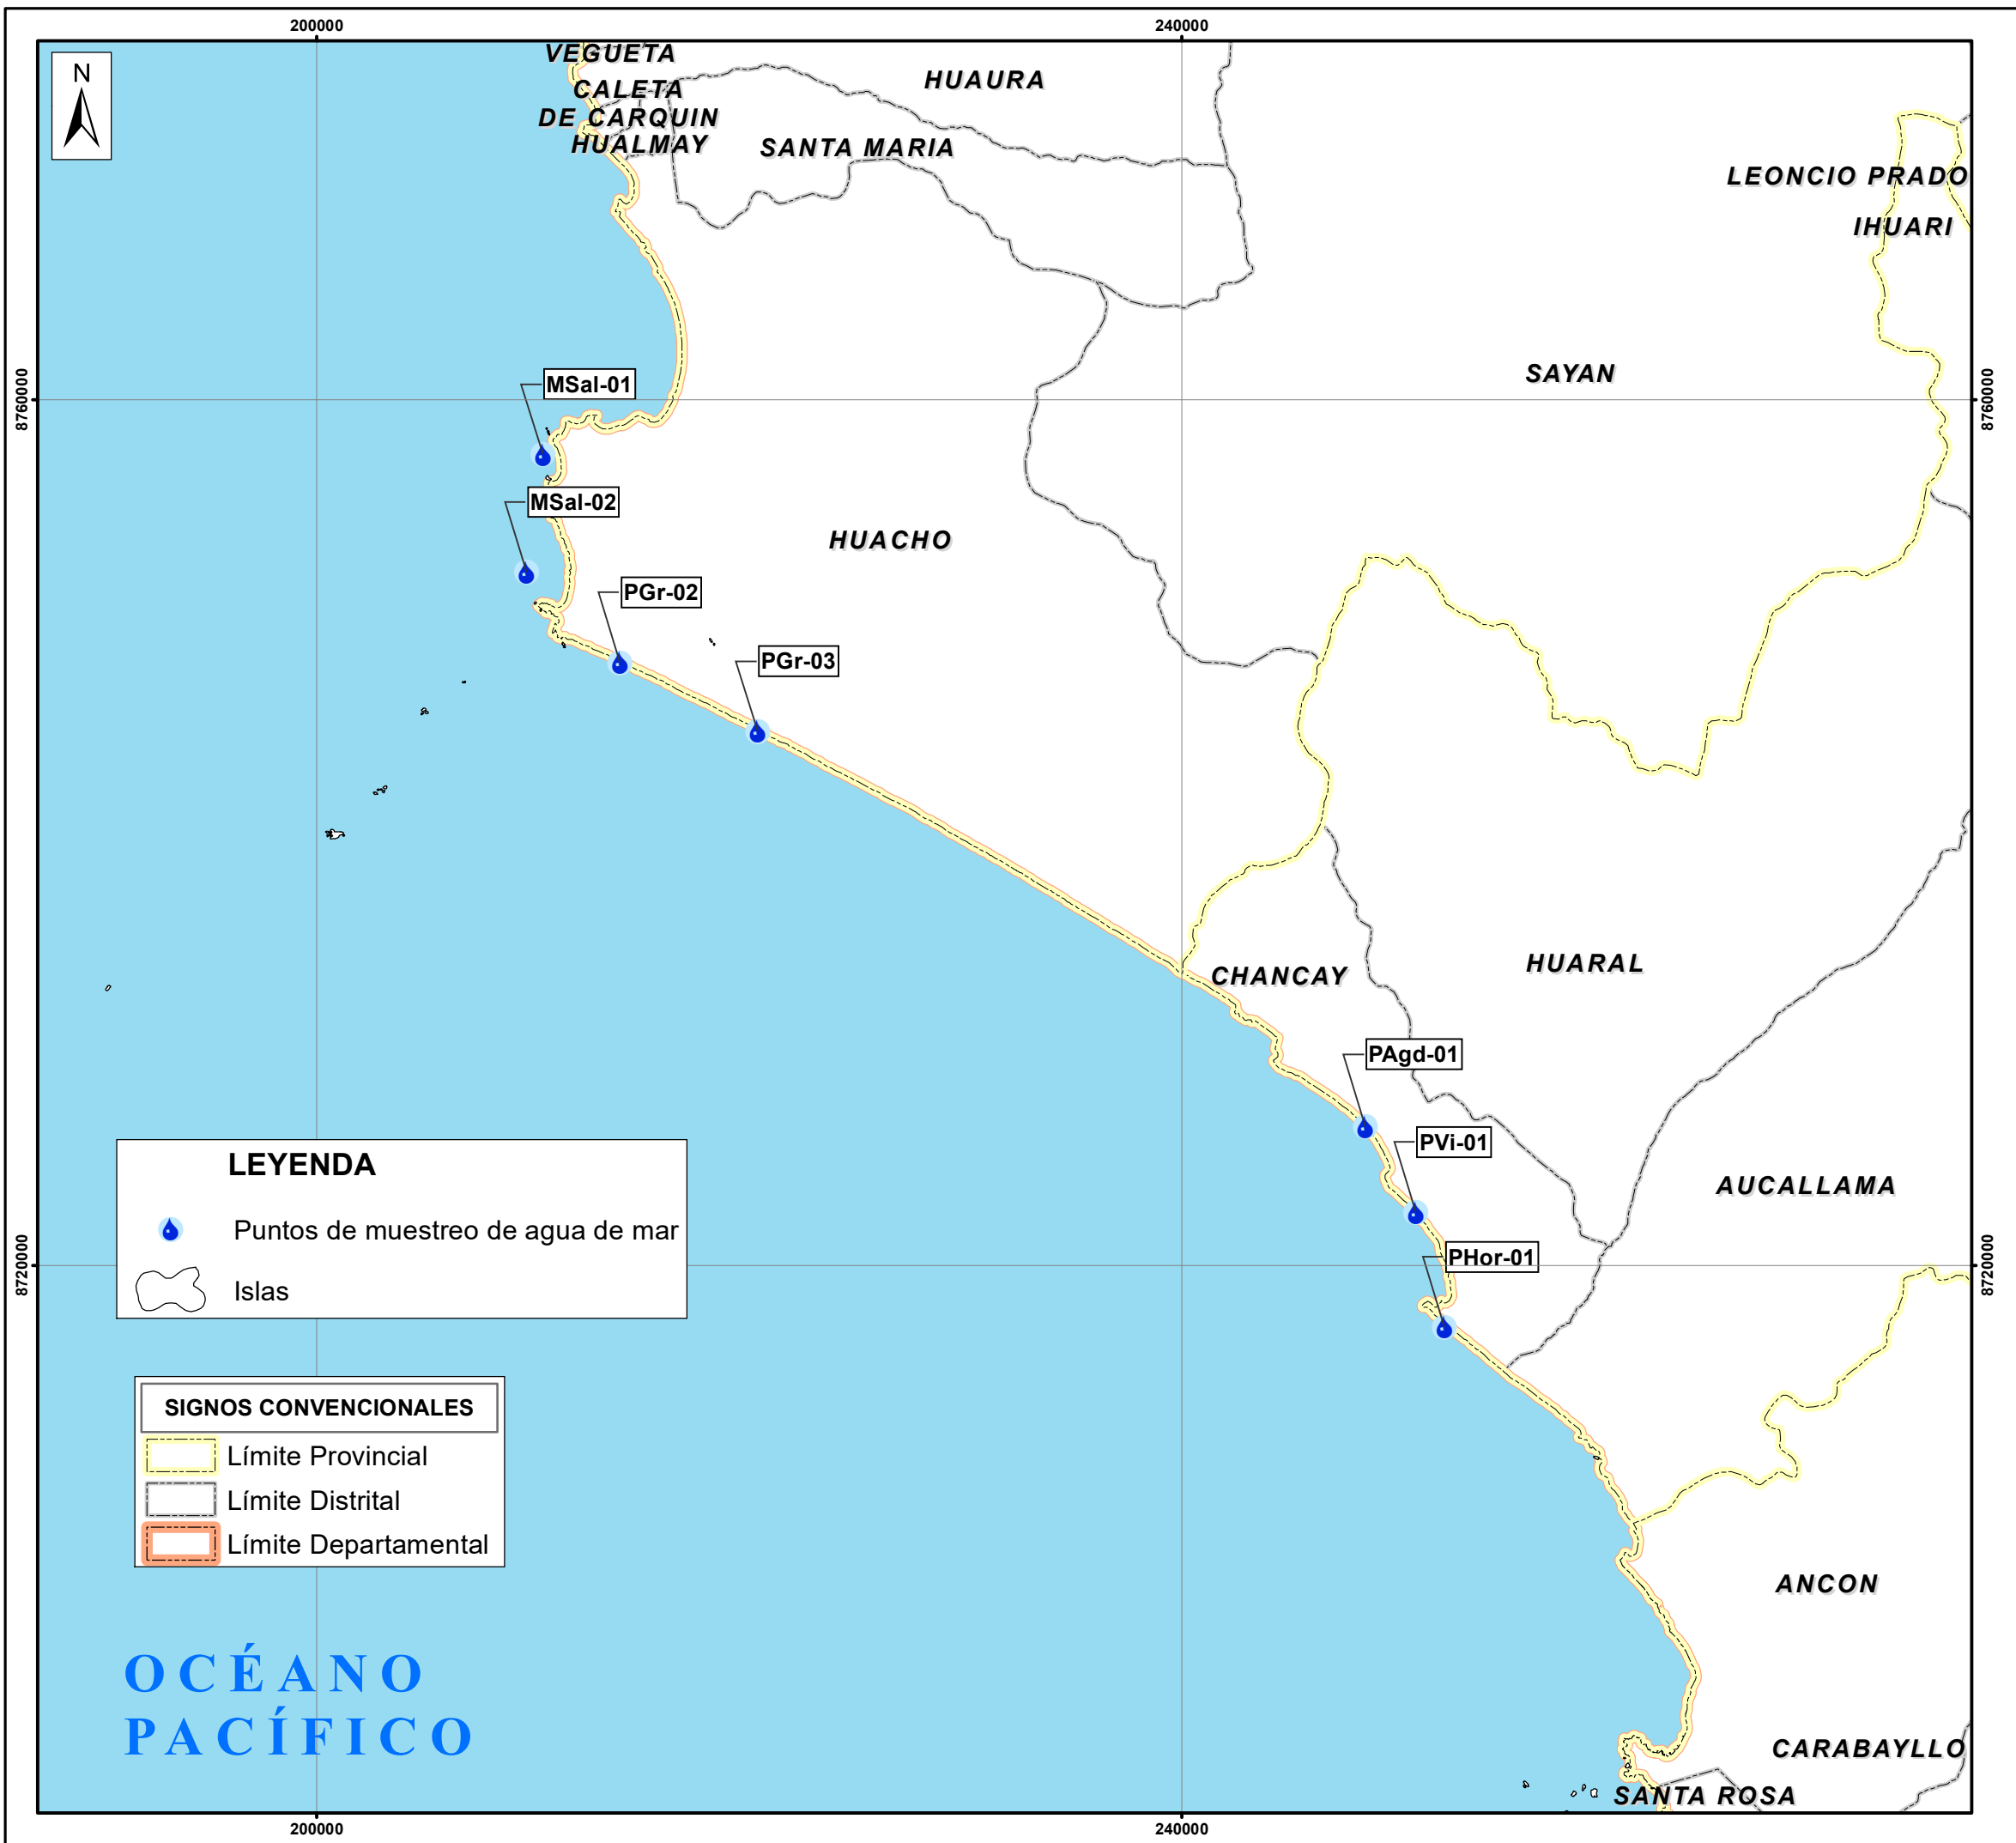 200000
240000
N
VEGUETA
CALETA
DE CARQUIN
HUALMAY
HUAURA
SANTA MARIA
LEONCIO PRADO
IHUARI
SAYAN
8760000
8760000
MSal-01
MSal-02
HUACHO
PGr-02
PGr-03
CHANCAY
HUARAL
PAgd-01
PVi-01
AUCALLAMA
PHor-01
8720000
8720000
LEYENDA
Puntos de muestreo de agua de mar
Islas
SIGNOS CONVENCIONALES
Límite Provincial
Límite Distrital
Límite Departamental
ANCON
OCÉANO
PACÍFICO
CARABAYLLO
SANTA ROSA
200000
240000